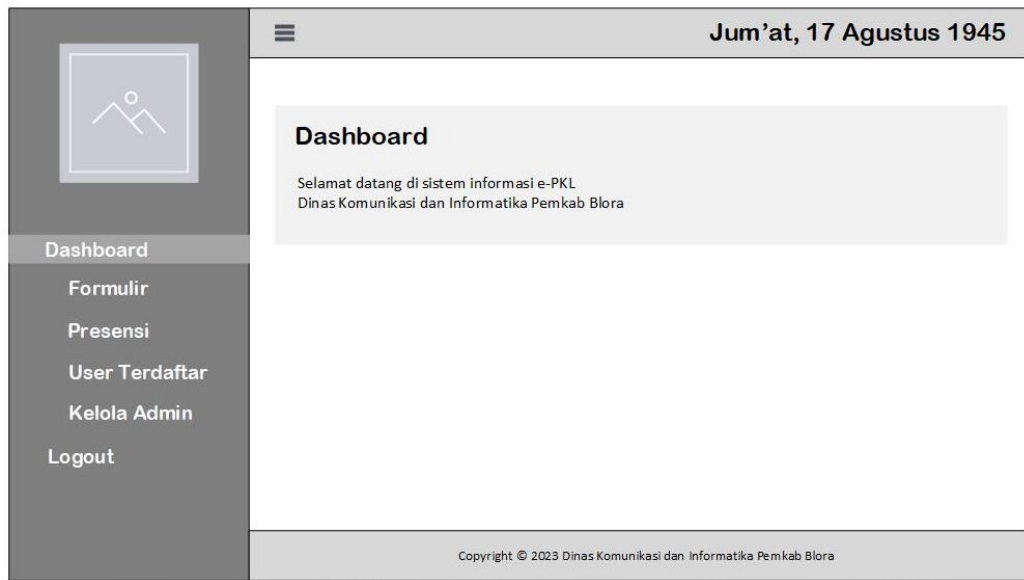 Jum’at, 17 Agustus 1945
Dashboard
Selamat datang di sistem informasi e-PKL
Dinas Komunikasi dan Informatika Pemkab Blora
Dashboard
Formulir
Presensi
User Terdaftar
Kelola Admin
Logout
Copyright © 2023 Dinas Komunikasi dan Informatika Pemkab Blora